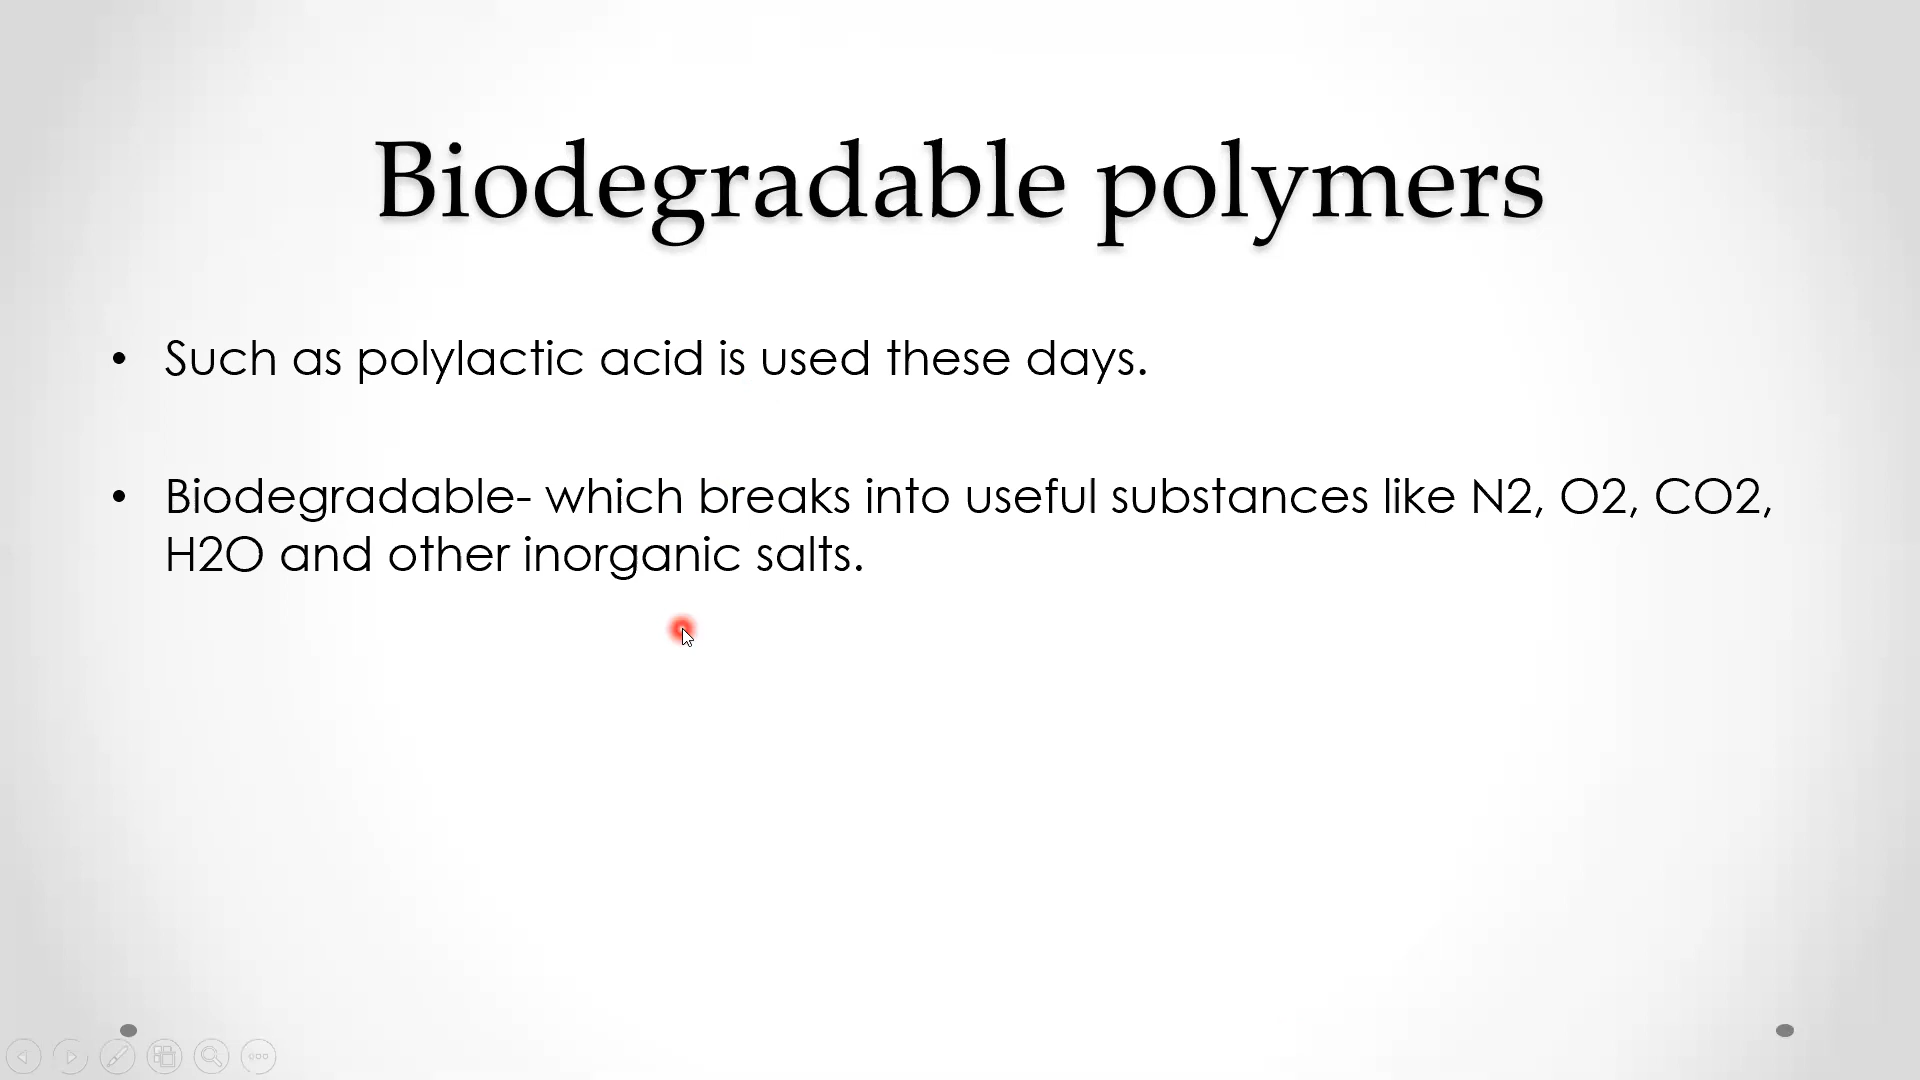 Biodegradable polymers
• Such as polylactic acid is used these days.
• Biodegradable- which breaks into useful substances like N2, O2, CO2,
H2O and other inorganic salts.